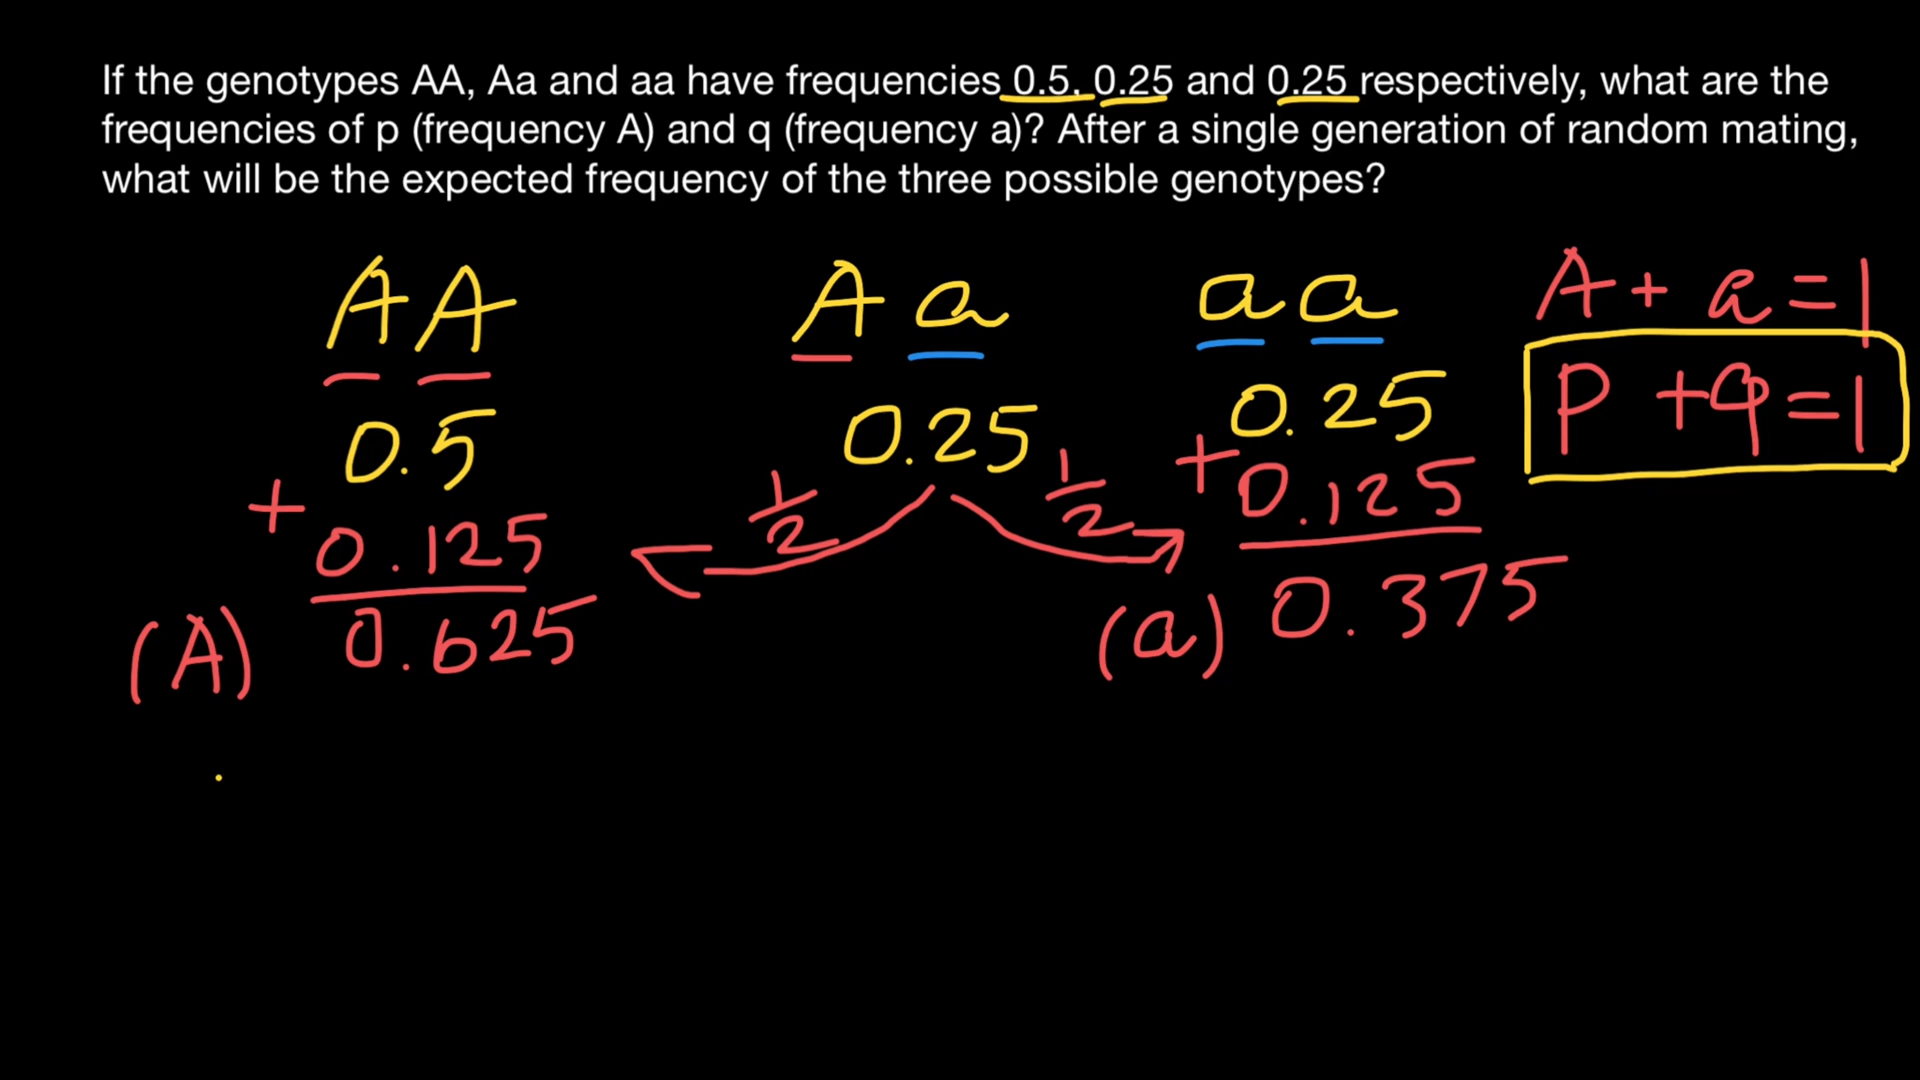 If the genotypes AA, Aa and aa have frequencies 0.5, 0.25 and 0.25 respectively, what are the
frequencies of p (frequency A) and q (frequency a)? After a single generation of random mating,
what will be the expected frequency of the three possible genotypes?
AA Aa aa A + a = 1
0.5 0.25 0.25 p + q = 1
+ 0.125 1/2 1/2 + 0.125
(A) 0.625 (a) 0.375